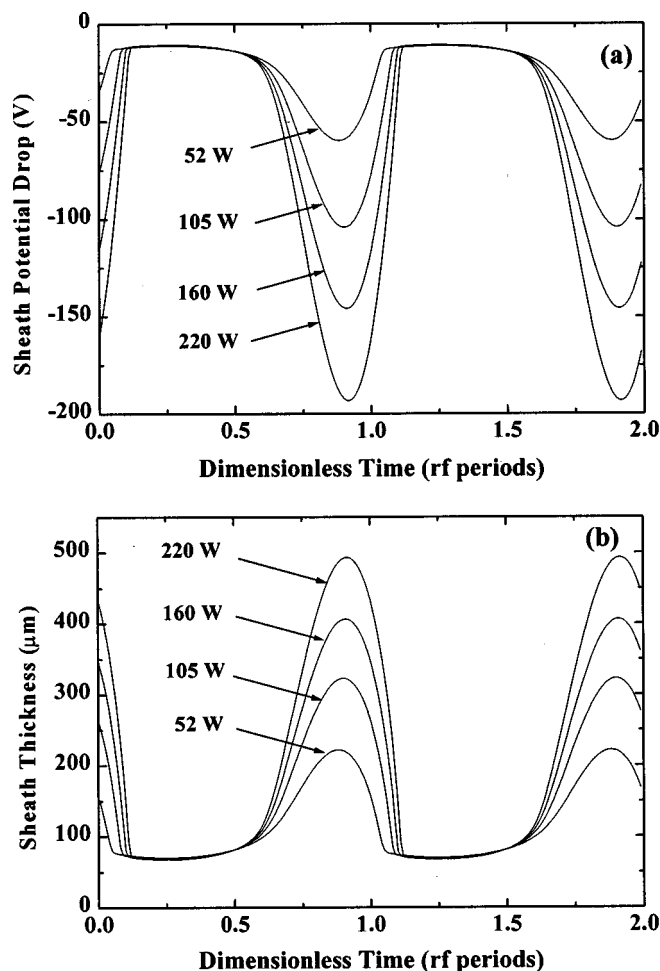 (a)
0
-50
-100
-150
-200
Sheath Potential Drop (V)
52 W
105 W
160 W
220 W
0.0 0.5 1.0 1.5 2.0
Dimensionless Time (rf periods)
(b)
500
400
300
200
100
0
Sheath Thickness (μm)
220 W
160 W
105 W
52 W
0.0 0.5 1.0 1.5 2.0
Dimensionless Time (rf periods)